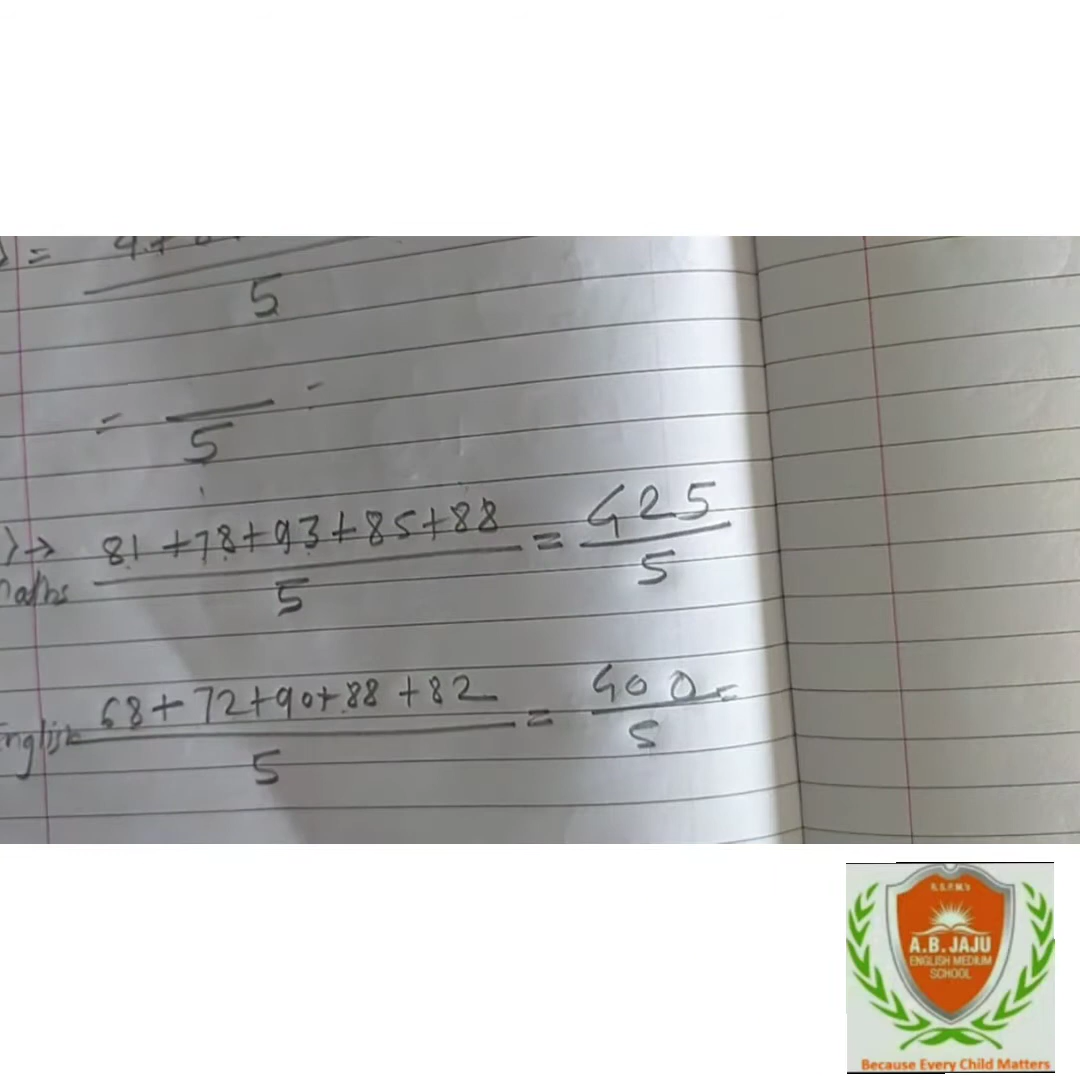 =
5
= — -
5
81+78+93+85+88 = 425
Maths 5 5
68+72+90+88+82 = 400 =
English 5 5
R.S.P.M.'s
A.B. JAJU
ENGLISH MEDIUM
SCHOOL
Because Every Child Matters